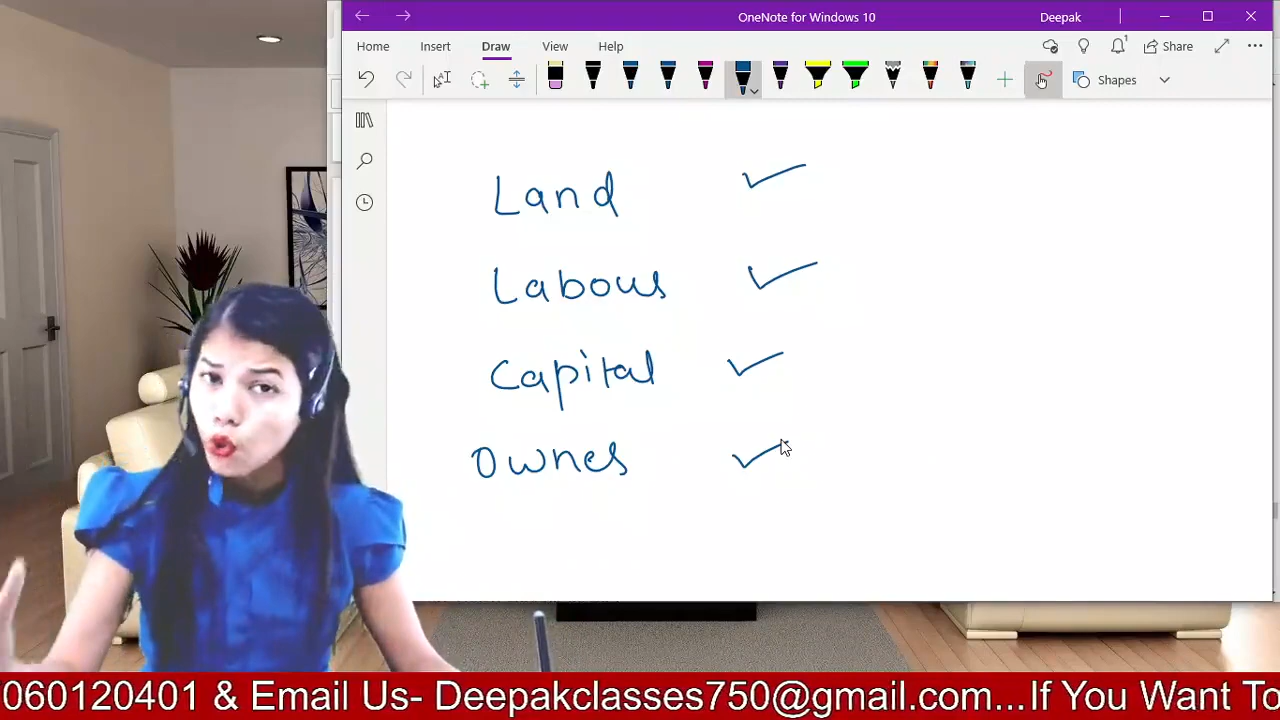 OneNote for Windows 10
Deepak
Home Insert Draw View Help
Share
Shapes
Land
Labour
Capital
Owner
060120401 & Email Us- Deepakclasses750@gmail.com...If You Want To